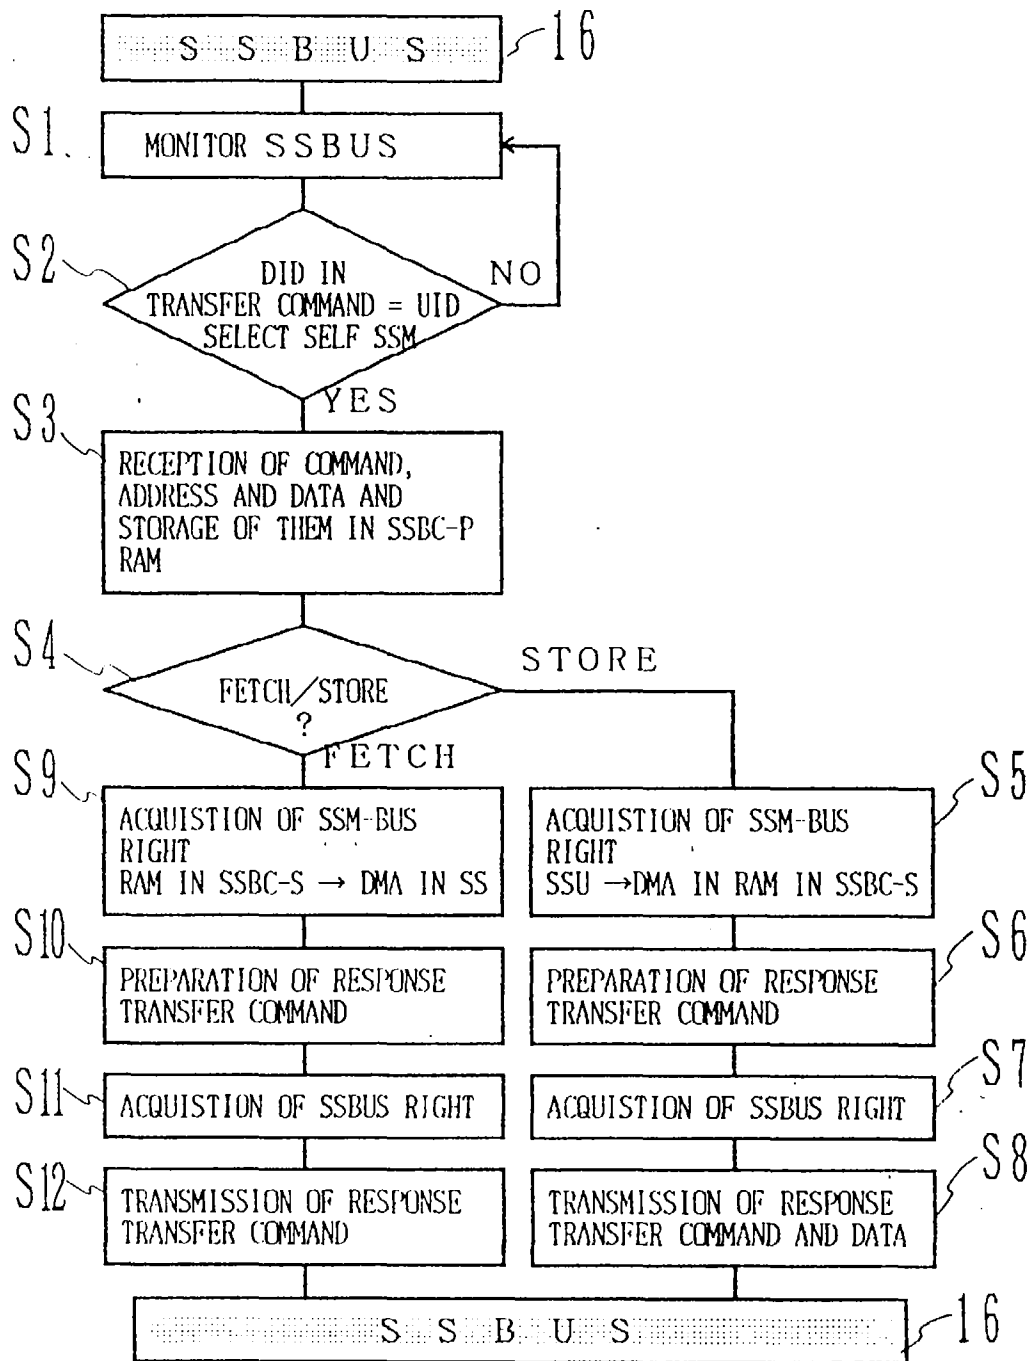 S S B U S
16
S1
MONITOR SSBUS
S2
DID IN
TRANSFER COMMAND = UID
SELECT SELF SSM
NO
YES
S3
RECEPTION OF COMMAND,
ADDRESS AND DATA AND
STORAGE OF THEM IN SSBC-P
RAM
S4
FETCH/STORE
?
STORE
FETCH
S9
ACQUISTION OF SSM-BUS
RIGHT
RAM IN SSBC-S → DMA IN SS
S5
ACQUISTION OF SSM-BUS
RIGHT
SSU →DMA IN RAM IN SSBC-S
S10
PREPARATION OF RESPONSE
TRANSFER COMMAND
S6
PREPARATION OF RESPONSE
TRANSFER COMMAND
S11
ACQUISTION OF SSBUS RIGHT
S7
ACQUISTION OF SSBUS RIGHT
S12
TRANSMISSION OF RESPONSE
TRANSFER COMMAND
S8
TRANSMISSION OF RESPONSE
TRANSFER COMMAND AND DATA
S S B U S
16